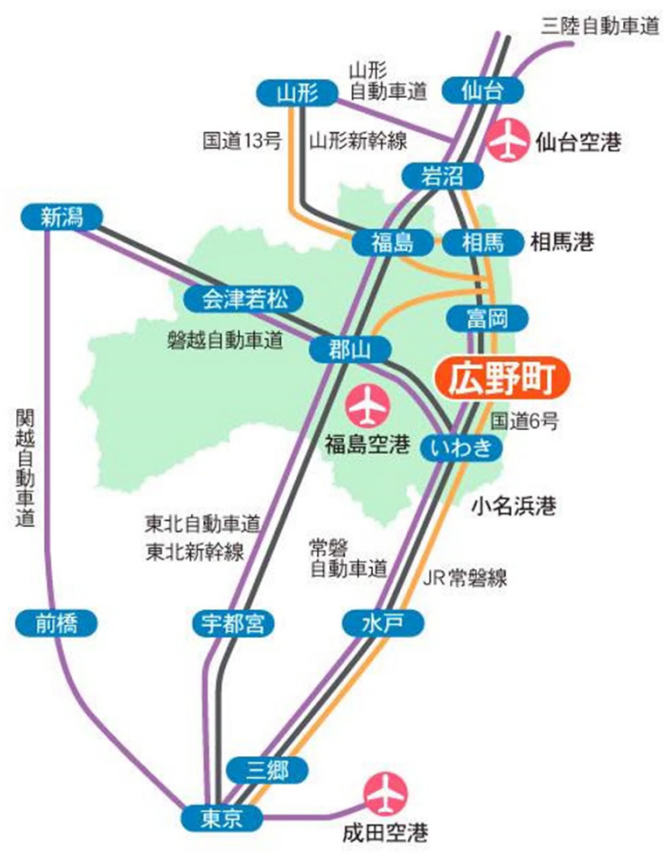 三陸自動車道
山形
山形
自動車道
仙台
国道13号
山形新幹線
仙台空港
岩沼
新潟
福島
相馬
相馬港
会津若松
富岡
磐越自動車道
郡山
広野町
福島空港
国道6号
いわき
関越自動車道
小名浜港
東北自動車道
東北新幹線
常磐
自動車道
JR常磐線
前橋
宇都宮
水戸
三郷
東京
成田空港